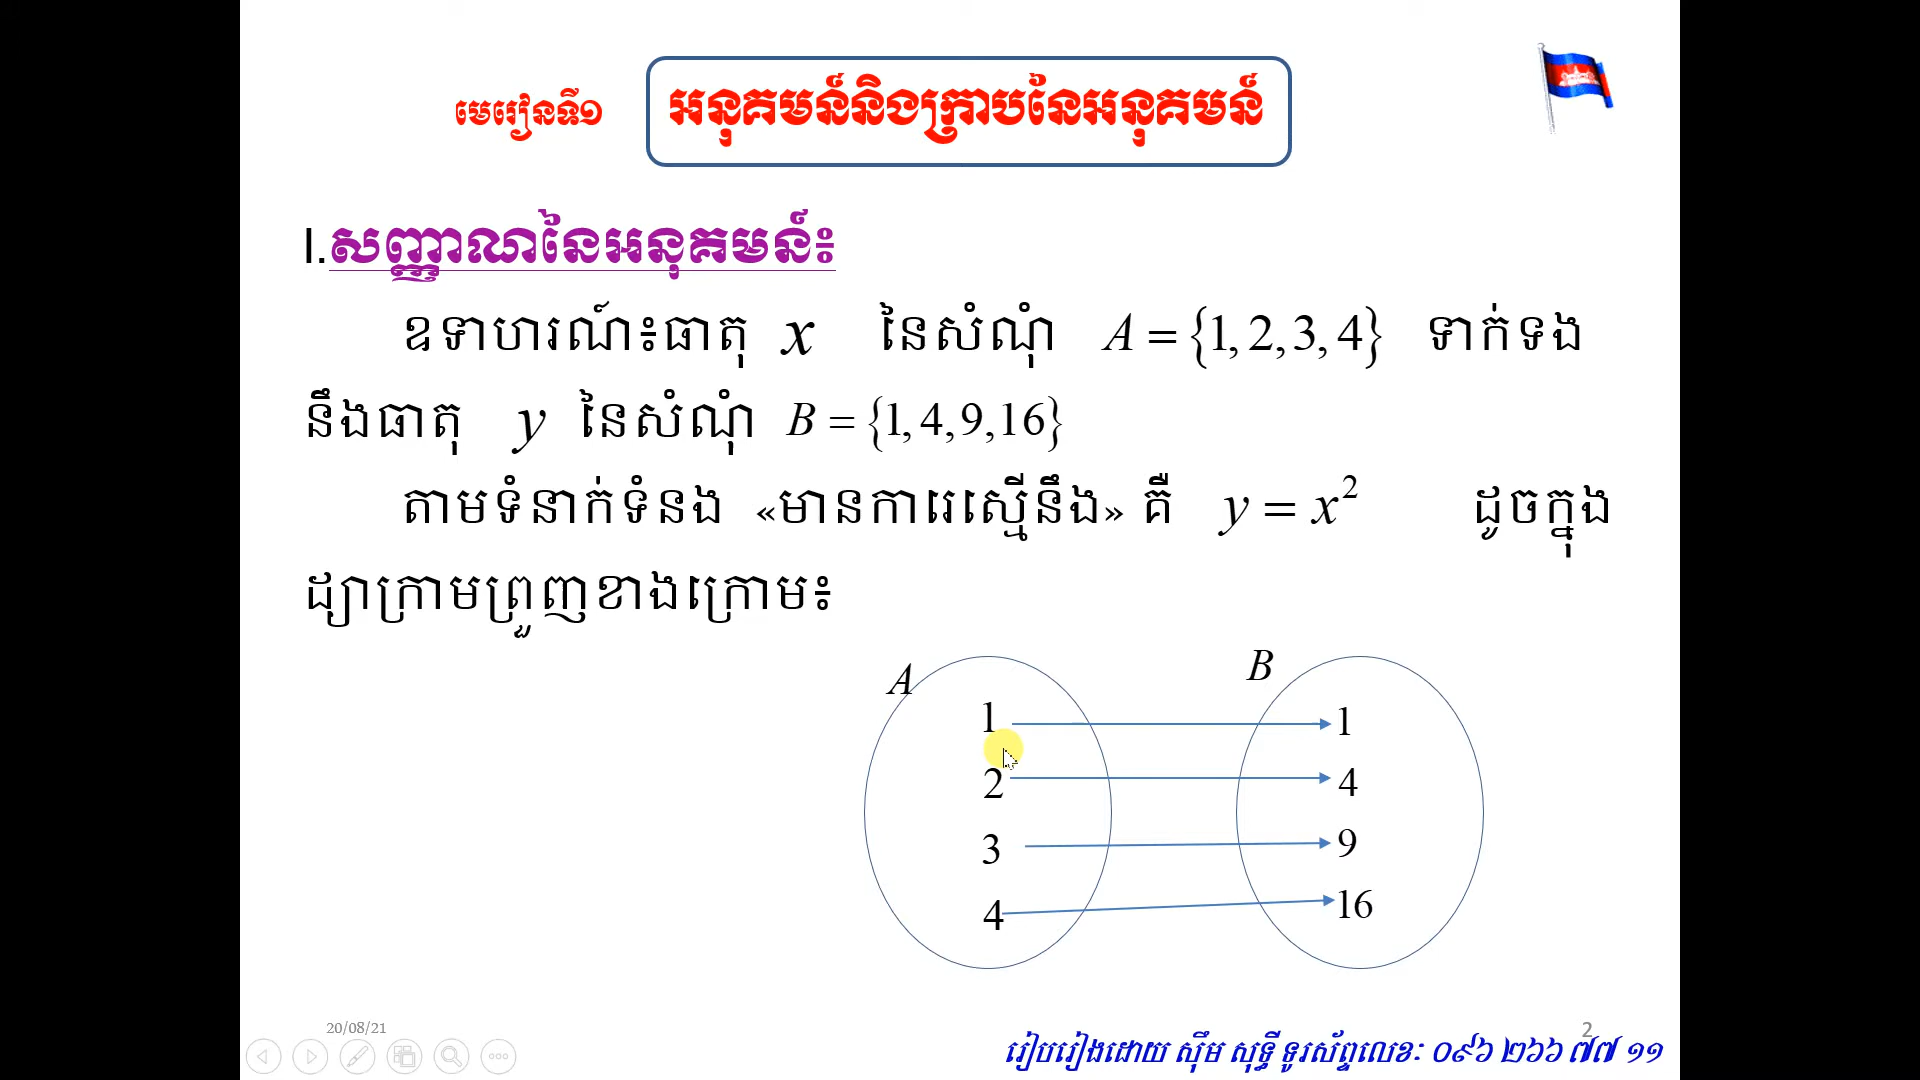 មេរៀនទី១ អនុគមន៍និងក្រាបនៃអនុគមន៍
I.សញ្ញាណនៃអនុគមន៍៖
ឧទាហរណ៍៖ធាតុ x នៃសំណុំ A = {1, 2, 3, 4} ទាក់ទង
នឹងធាតុ y នៃសំណុំ B = {1, 4, 9, 16}
តាមទំនាក់ទំនង «មានការេស្មើនឹង» គឺ y = x² ដូចក្នុង
ដ្យាក្រាមព្រួញខាងក្រោម៖
A B
1 1
2 4
3 9
4 16
20/08/21 2
រៀបរៀងដោយ ស៊ឹម សុទ្ធី ទូរស័ព្ទលេខ: ០៩៦ ២៦៦ ៧៧ ១១